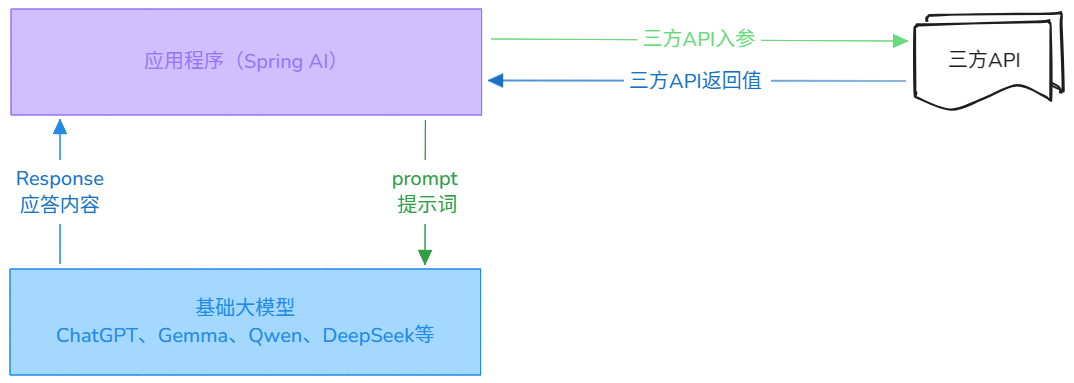 应用程序（Spring AI）
三方API入参
三方API返回值
三方API
Response
应答内容
prompt
提示词
基础大模型
ChatGPT、Gemma、Qwen、DeepSeek等